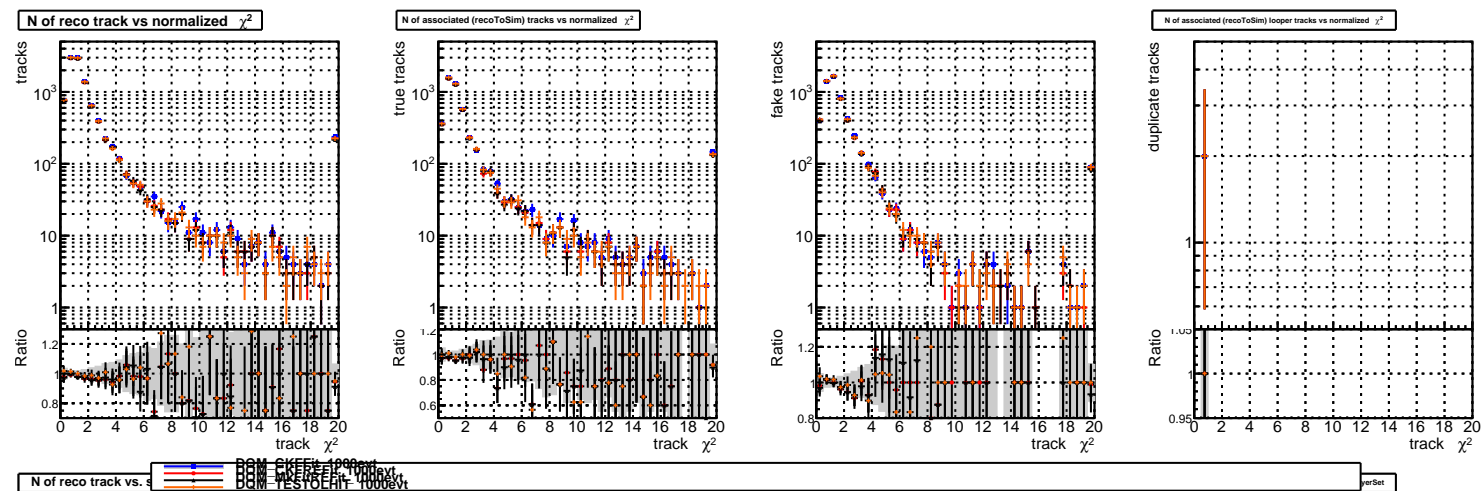 N of reco track vs normalized χ²
N of associated (recoToSim) tracks vs normalized χ²
N of associated (recoToSim) looper tracks vs normalized χ²
tracks
10³
10²
10
1
Ratio
1.2
1
0.8
0 2 4 6 8 10 12 14 16 18 20
track χ²
true tracks
10³
10²
10
1
Ratio
1.2
1
0.8
0.6
0 2 4 6 8 10 12 14 16 18 20
track χ²
fake tracks
10³
10²
10
1
Ratio
1.2
1
0.8
0 2 4 6 8 10 12 14 16 18 20
track χ²
duplicate tracks
1
Ratio
1.05
1
0.95
0 2 4 6 8 10 12 14 16 18 20
track χ²
DQM_TESTOLHIT_1000evt
N of reco track vs. s
yerSet